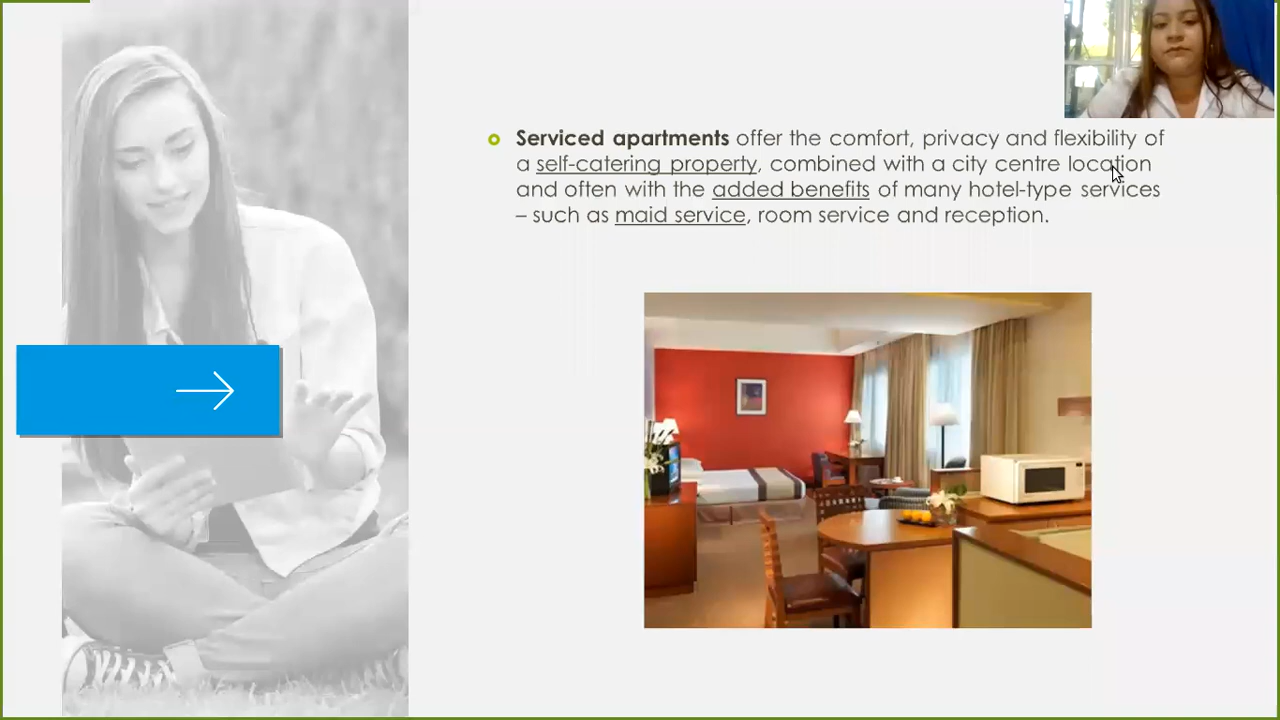 Serviced apartments offer the comfort, privacy and flexibility of
a self-catering property, combined with a city centre location
and often with the added benefits of many hotel-type services
– such as maid service, room service and reception.